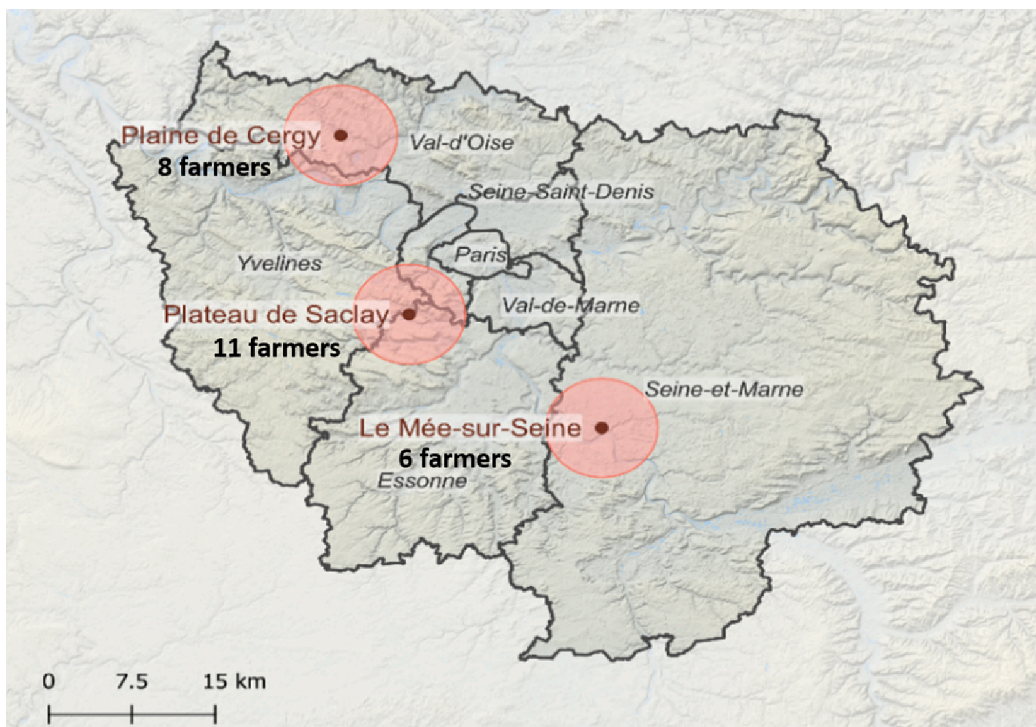 Plaine de Cergy
8 farmers
Val-d'Oise
Seine-Saint-Denis
Paris
Yvelines
Val-de-Marne
Plateau de Saclay
11 farmers
Seine-et-Marne
Le Mée-sur-Seine
6 farmers
Essonne
0 7.5 15 km